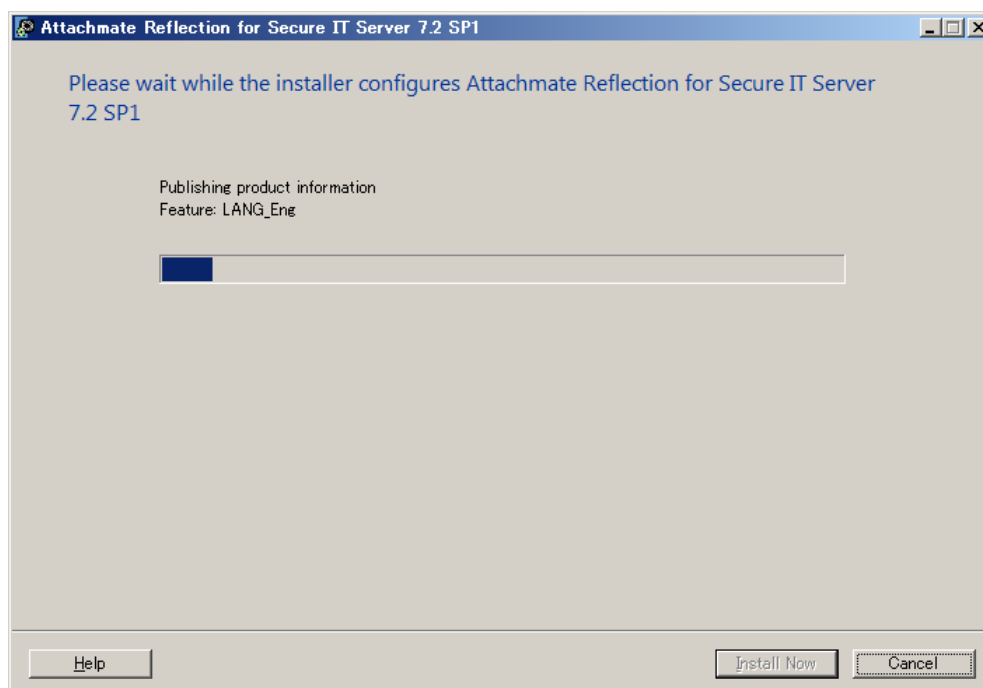 Attachmate Reflection for Secure IT Server 7.2 SP1
Please wait while the installer configures Attachmate Reflection for Secure IT Server
7.2 SP1
Publishing product information
Feature: LANG_Eng
Help
Install Now
Cancel